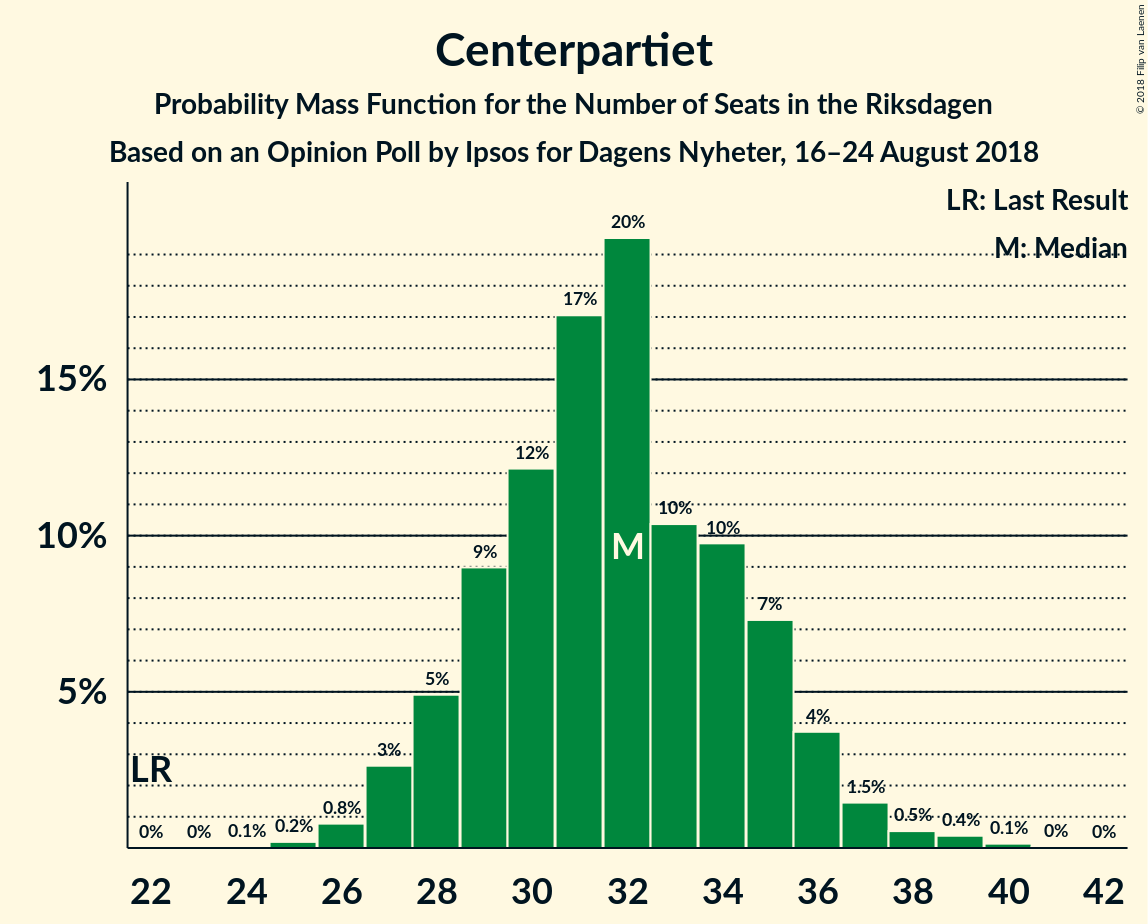 Centerpartiet
Probability Mass Function for the Number of Seats in the Riksdagen
Based on an Opinion Poll by Ipsos for Dagens Nyheter, 16–24 August 2018
© 2018 Filip van Laenen
LR: Last Result
M: Median
15%
10%
5%
0%
0%
0.1%
0.2%
0.8%
3%
5%
9%
12%
17%
20%
10%
10%
7%
4%
1.5%
0.5%
0.4%
0.1%
0%
0%
LR
M
22 24 26 28 30 32 34 36 38 40 42